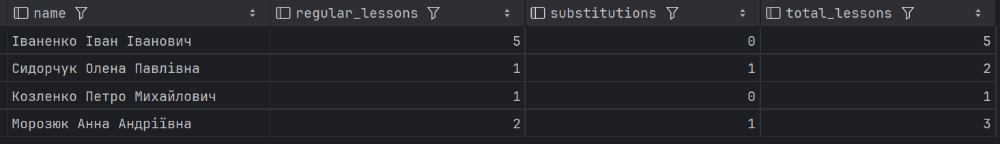 name regular_lessons substitutions total_lessons
Іваненко Іван Іванович 5 0 5
Сидорчук Олена Павлівна 1 1 2
Козленко Петро Михайлович 1 0 1
Морозюк Анна Андріївна 2 1 3